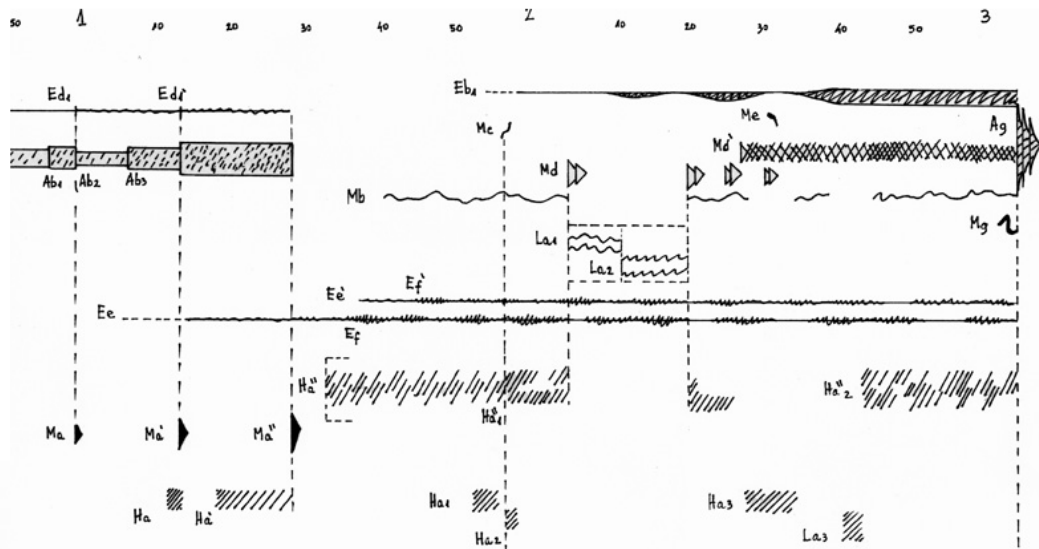 50 1 10 20 30 40 50 2 10 20 30 40 50 3
Ed1 Ed1' Eb1
Mc Me Ag
Md Md'
Ab1 Ab2 Ab3
Mb
La1 Mg
La2
Ee' Ef'
Ee
Ef
Ha" Ha"2
Ha"1
Ma Ma' Ma"
Ha Ha' Ha1 Ha3
Ha2 La3